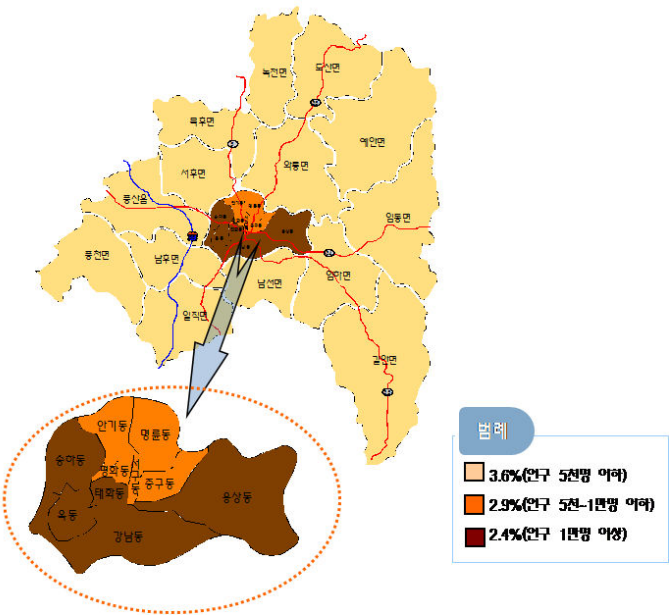 녹전면
도산면
북후면
예안면
서후면
와룡면
풍산읍
임동면
풍천면
남후면
남선면
임하면
일직면
길안면
안기동
명륜동
송하동
평화동
서구동
태화동
중구동
옥동
용상동
강남동
범례
3.6%(인구 5천명 이하)
2.9%(인구 5천~1만명 이하)
2.4%(인구 1만명 이상)